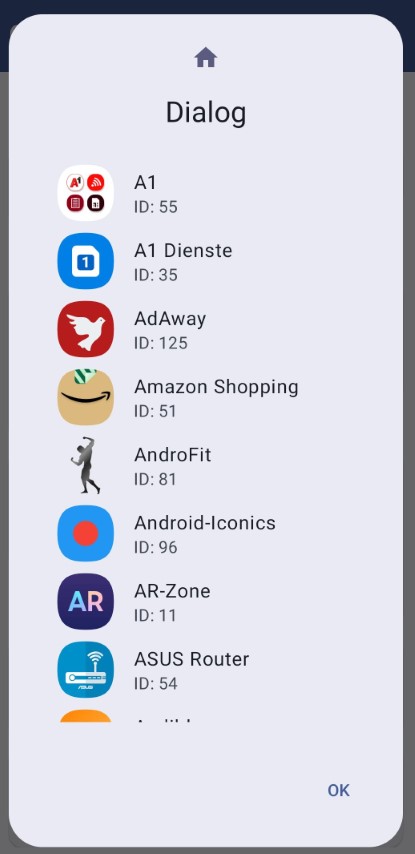 Dialog
A1
ID: 55
A1 Dienste
ID: 35
AdAway
ID: 125
Amazon Shopping
ID: 51
AndroFit
ID: 81
Android-Iconics
ID: 96
AR
AR-Zone
ID: 11
ASUS Router
ID: 54
OK